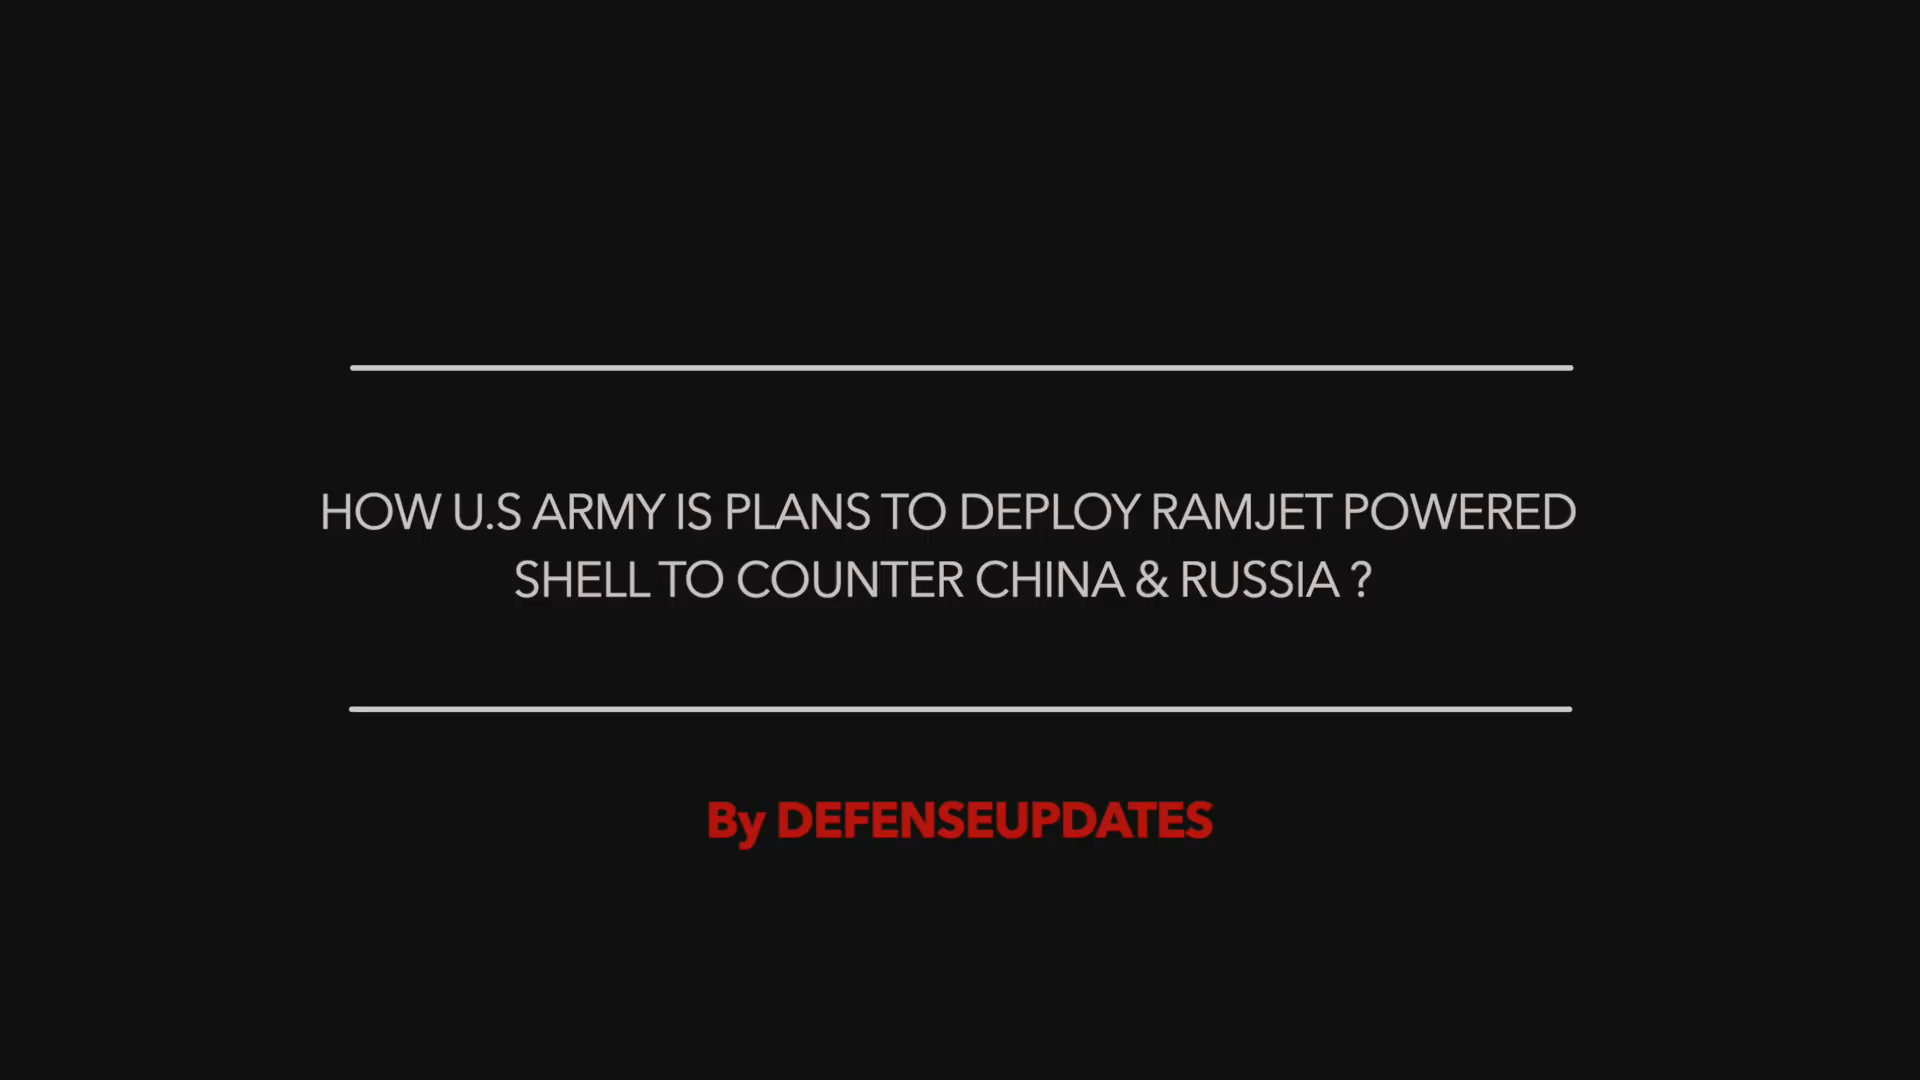 HOW U.S ARMY IS PLANS TO DEPLOY RAMJET POWERED
SHELL TO COUNTER CHINA & RUSSIA ?
By DEFENSEUPDATES